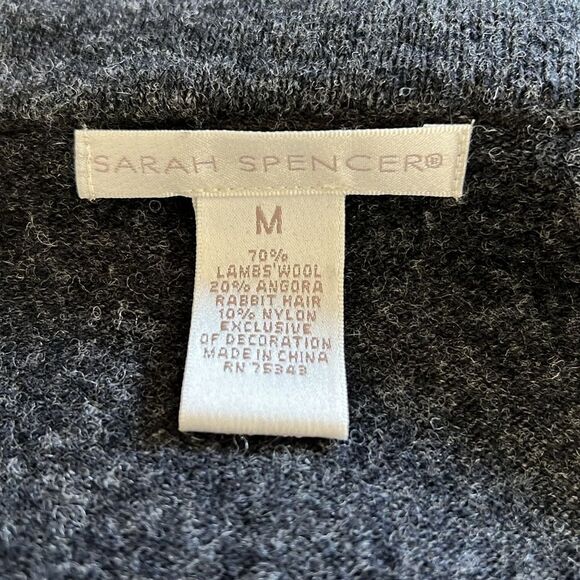 SARAH SPENCER®
M
70%
LAMBS' WOOL
20% ANGORA
RABBIT HAIR
10% NYLON
EXCLUSIVE
OF DECORATION
MADE IN CHINA
RN 75343